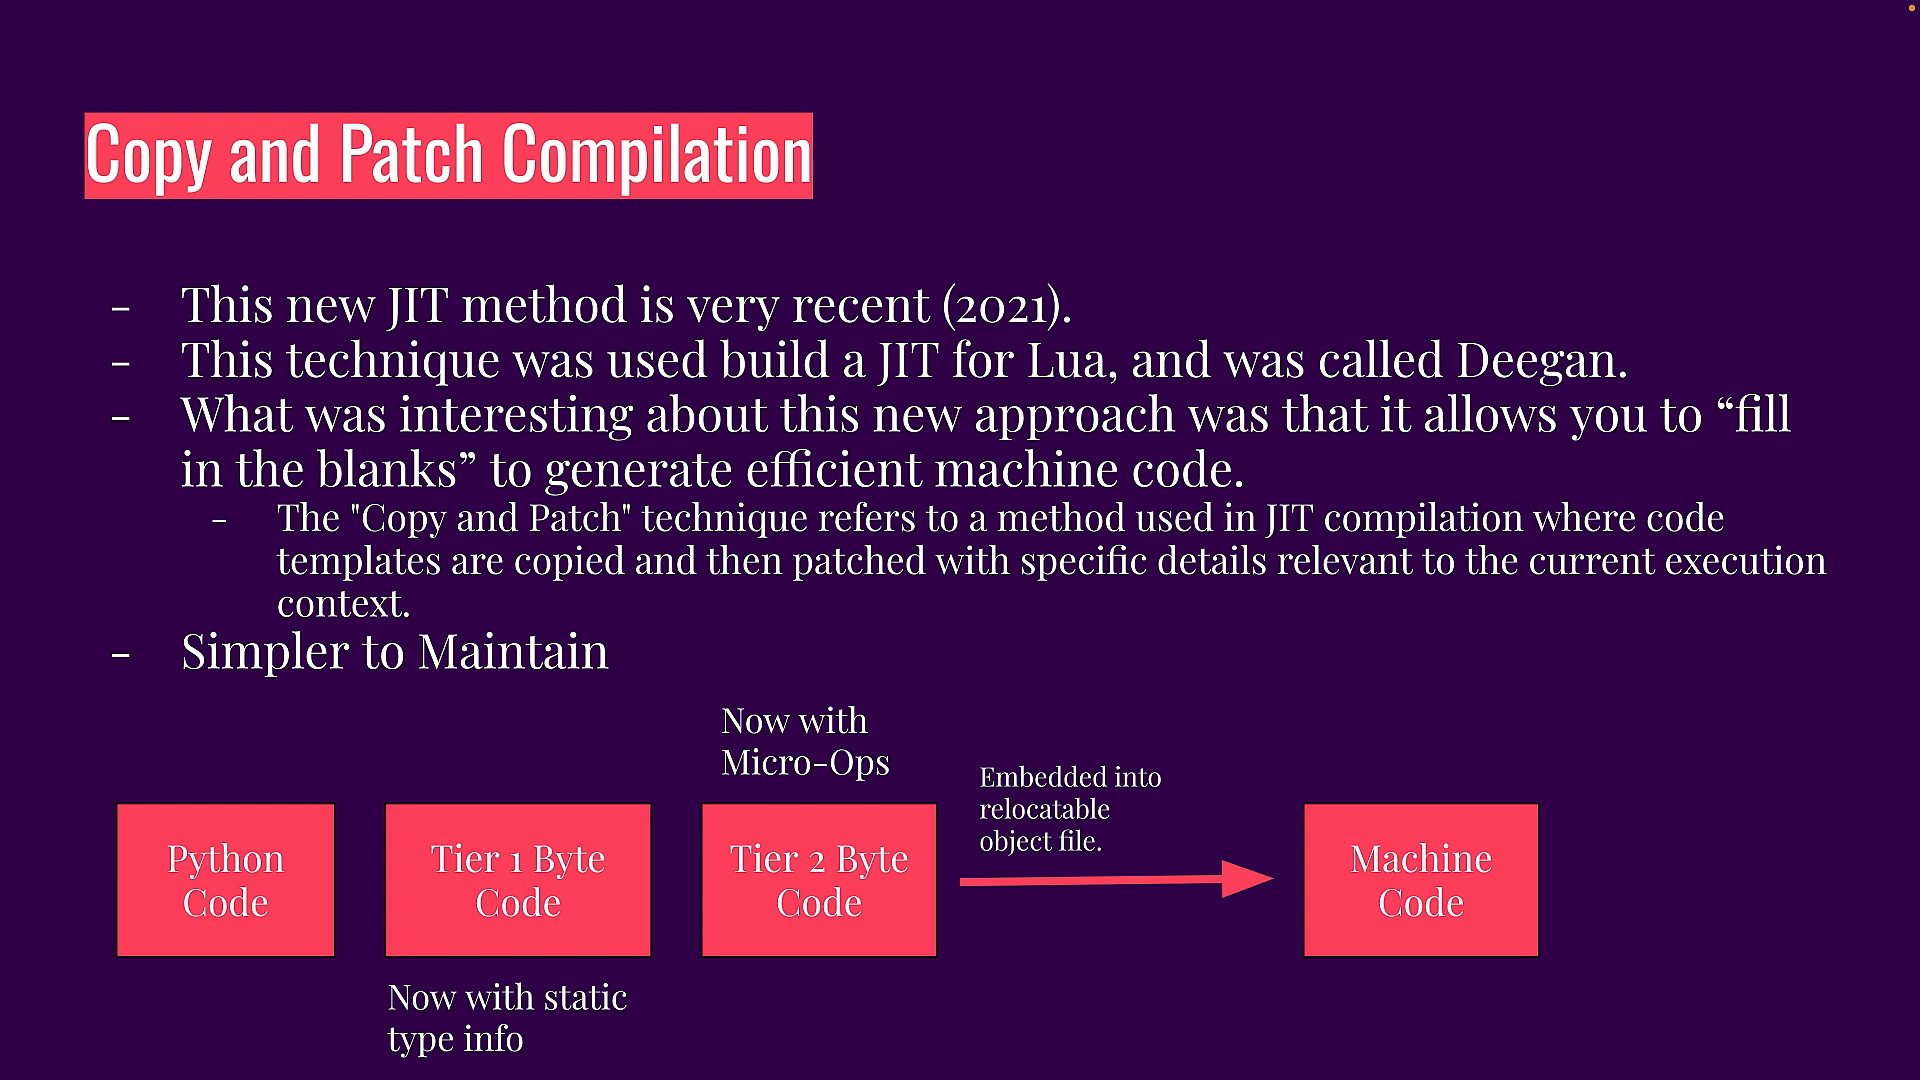 Copy and Patch Compilation
- This new JIT method is very recent (2021).
- This technique was used build a JIT for Lua, and was called Deegan.
- What was interesting about this new approach was that it allows you to “fill
in the blanks” to generate efficient machine code.
- The "Copy and Patch" technique refers to a method used in JIT compilation where code
templates are copied and then patched with specific details relevant to the current execution
context.
- Simpler to Maintain
Now with
Micro-Ops
Embedded into
relocatable
object file.
Python
Code
Tier 1 Byte
Code
Tier 2 Byte
Code
Machine
Code
Now with static
type info